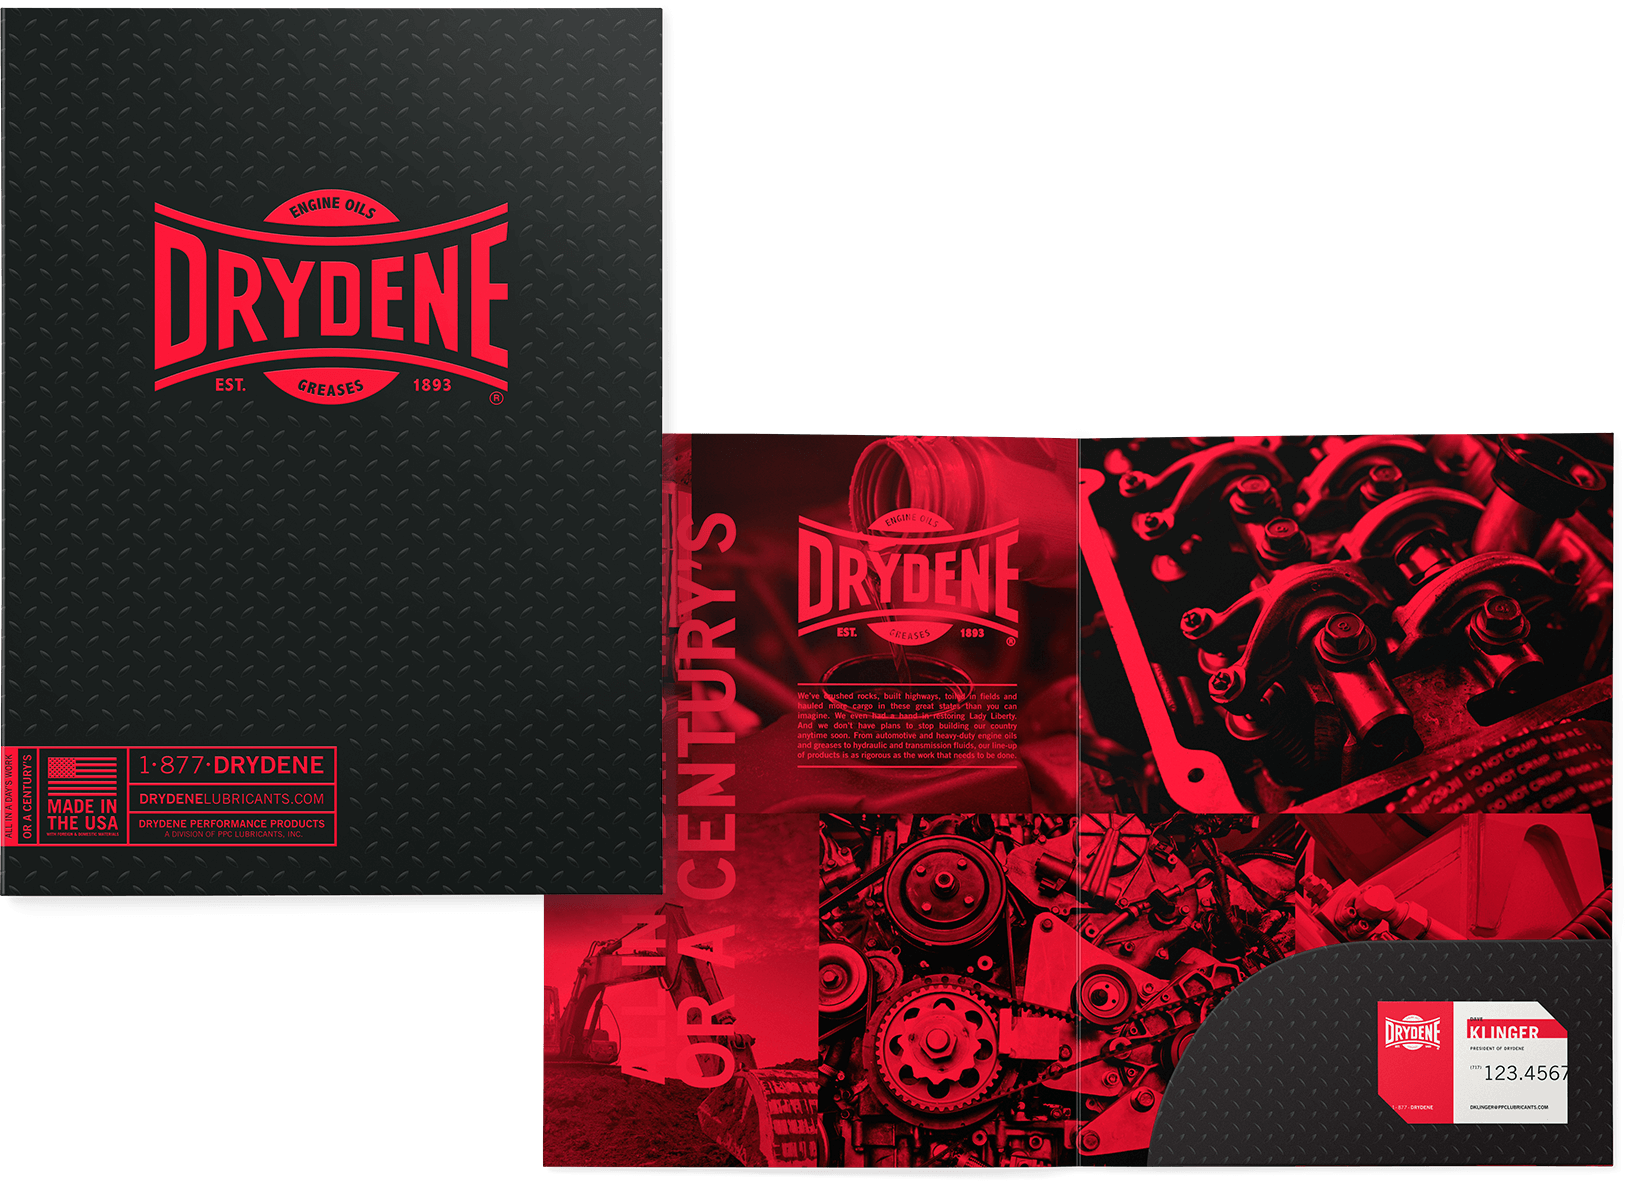 ENGINE OILS
DRYDENE
EST. GREASES 1893
®
ALL IN A DAY'S WORK
OR A CENTURY'S
MADE IN
THE USA
WITH FOREIGN & DOMESTIC MATERIALS
1·877·DRYDENE
DRYDENELUBRICANTS.COM
DRYDENE PERFORMANCE PRODUCTS
A DIVISION OF PPC LUBRICANTS, INC.
ALL IN
OR A CENTURY'S
ENGINE OILS
DRYDENE
EST. GREASES 1893
®
We've crushed rocks, built highways, toiled in fields and
hauled more cargo in these great states than you can
imagine. We even had a hand in restoring Lady Liberty.
And we don't have plans to stop building our country
anytime soon. From automotive and heavy-duty engine oils
and greases to hydraulic and transmission fluids, our line-up
of products is as rigorous as the work that needs to be done.
DO NOT CRIMP
DO NOT CRIMP
DRYDENE
1-877-DRYDENE
DAVE
KLINGER
PRESIDENT OF DRYDENE
(717) 123.4567
DKLINGER@PPCLUBRICANTS.COM